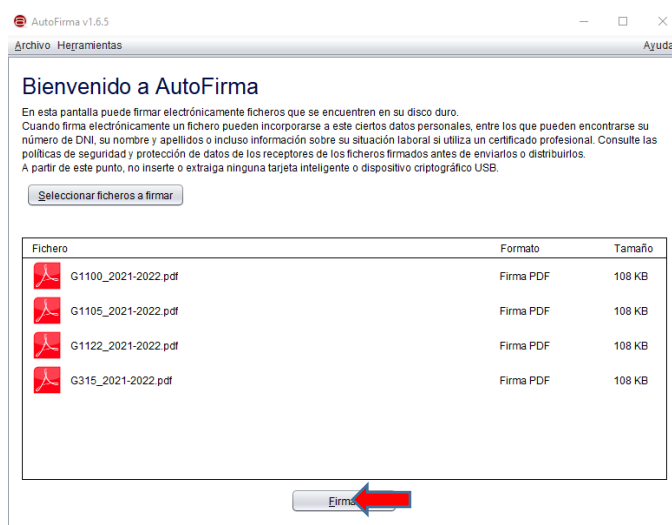 AutoFirma v1.6.5
Archivo Herramientas Ayuda
Bienvenido a AutoFirma
En esta pantalla puede firmar electrónicamente ficheros que se encuentren en su disco duro.
Cuando firma electrónicamente un fichero pueden incorporarse a este ciertos datos personales, entre los que pueden encontrarse su
número de DNI, su nombre y apellidos o incluso información sobre su situación laboral si utiliza un certificado profesional. Consulte las
políticas de seguridad y protección de datos de los receptores de los ficheros firmados antes de enviarlos o distribuirlos.
A partir de este punto, no inserte o extraiga ninguna tarjeta inteligente o dispositivo criptográfico USB.
Seleccionar ficheros a firmar
Fichero Formato Tamaño
G1100_2021-2022.pdf Firma PDF 108 KB
G1105_2021-2022.pdf Firma PDF 108 KB
G1122_2021-2022.pdf Firma PDF 108 KB
G315_2021-2022.pdf Firma PDF 108 KB